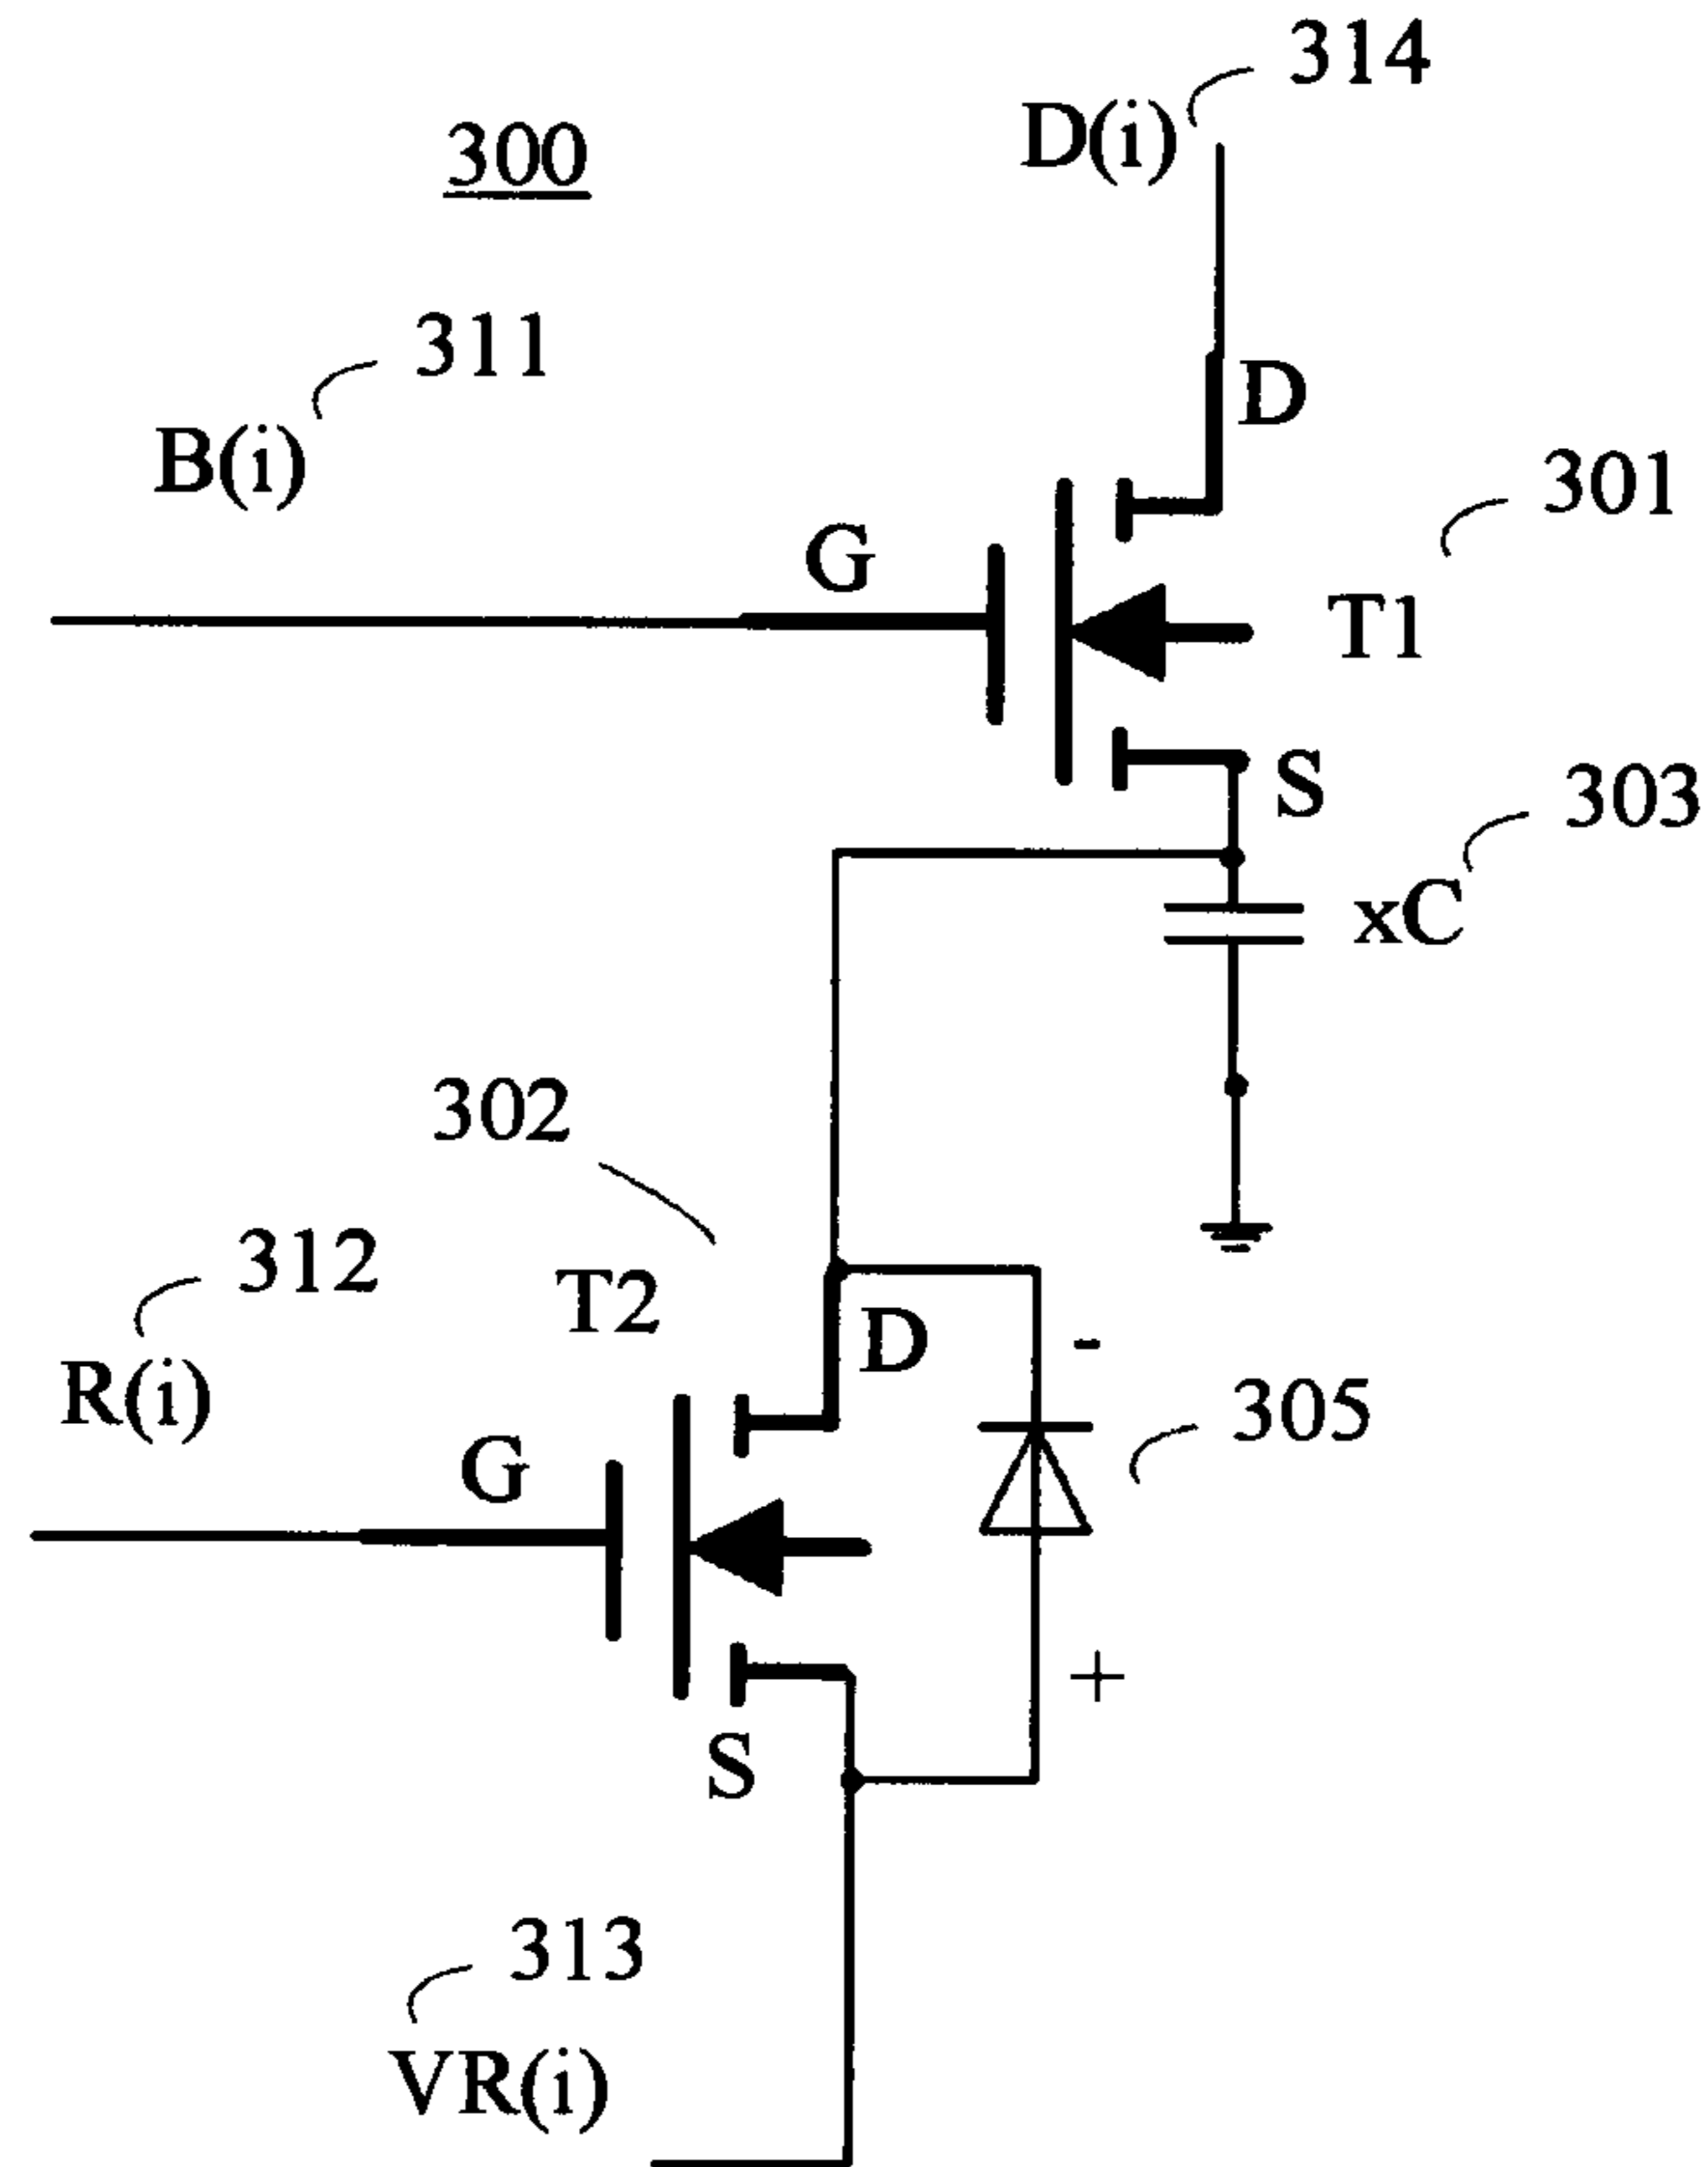 314
D(i)
300
311
B(i)
D
301
G
T1
S
303
xC
302
312
T2
D
R(i)
-
305
G
+
S
313
VR(i)